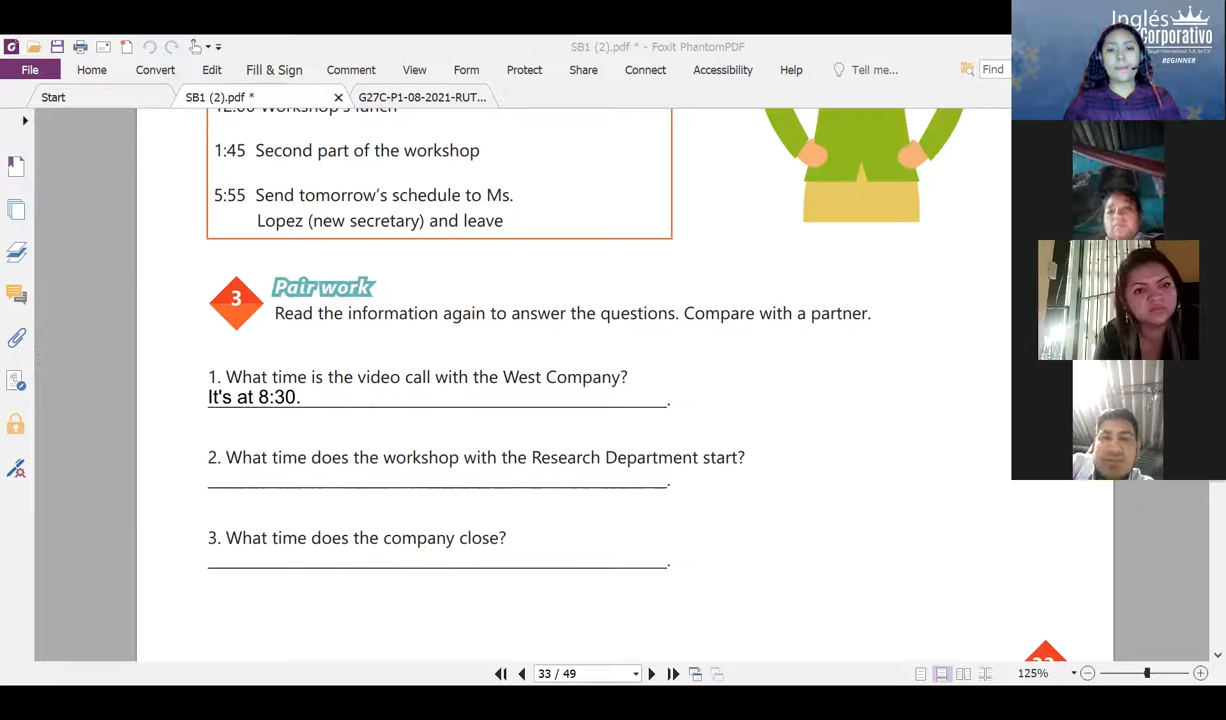 SB1 (2).pdf * - Foxit PhantomPDF
File Home Convert Edit Fill & Sign Comment View Form Protect Share Connect Accessibility Help Tell me... Find
Start SB1 (2).pdf * G27C-P1-08-2021-RUT...
Inglés
Corporativo
BEGINNER
12:00 Workshop's lunch
1:45 Second part of the workshop
5:55 Send tomorrow's schedule to Ms.
Lopez (new secretary) and leave
3 Pair work
Read the information again to answer the questions. Compare with a partner.
1. What time is the video call with the West Company?
It's at 8:30.
2. What time does the workshop with the Research Department start?
3. What time does the company close?
33 / 49
125%